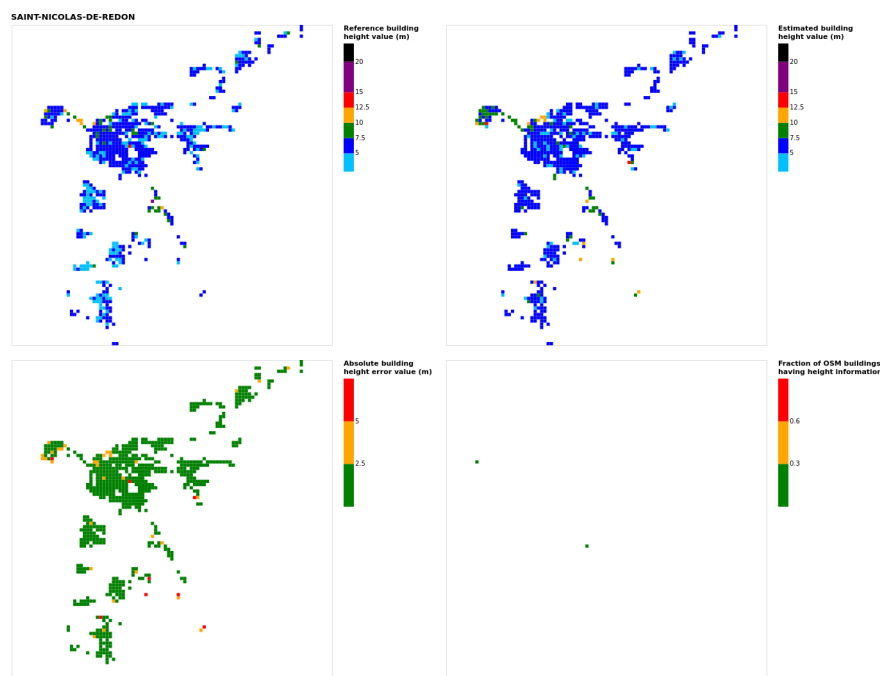 SAINT-NICOLAS-DE-REDON
Reference building
height value (m)
20
15
12.5
10
7.5
5
Estimated building
height value (m)
20
15
12.5
10
7.5
5
Absolute building
height error value (m)
5
2.5
Fraction of OSM buildings
having height information
0.6
0.3